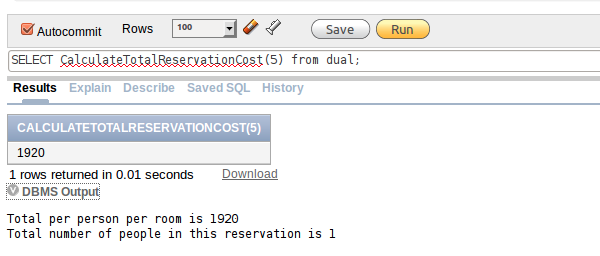 Autocommit Rows 100 Save Run
SELECT CalculateTotalReservationCost(5) from dual;
Results Explain Describe Saved SQL History
CALCULATETOTALRESERVATIONCOST(5)
1920
1 rows returned in 0.01 seconds Download
DBMS Output
Total per person per room is 1920
Total number of people in this reservation is 1